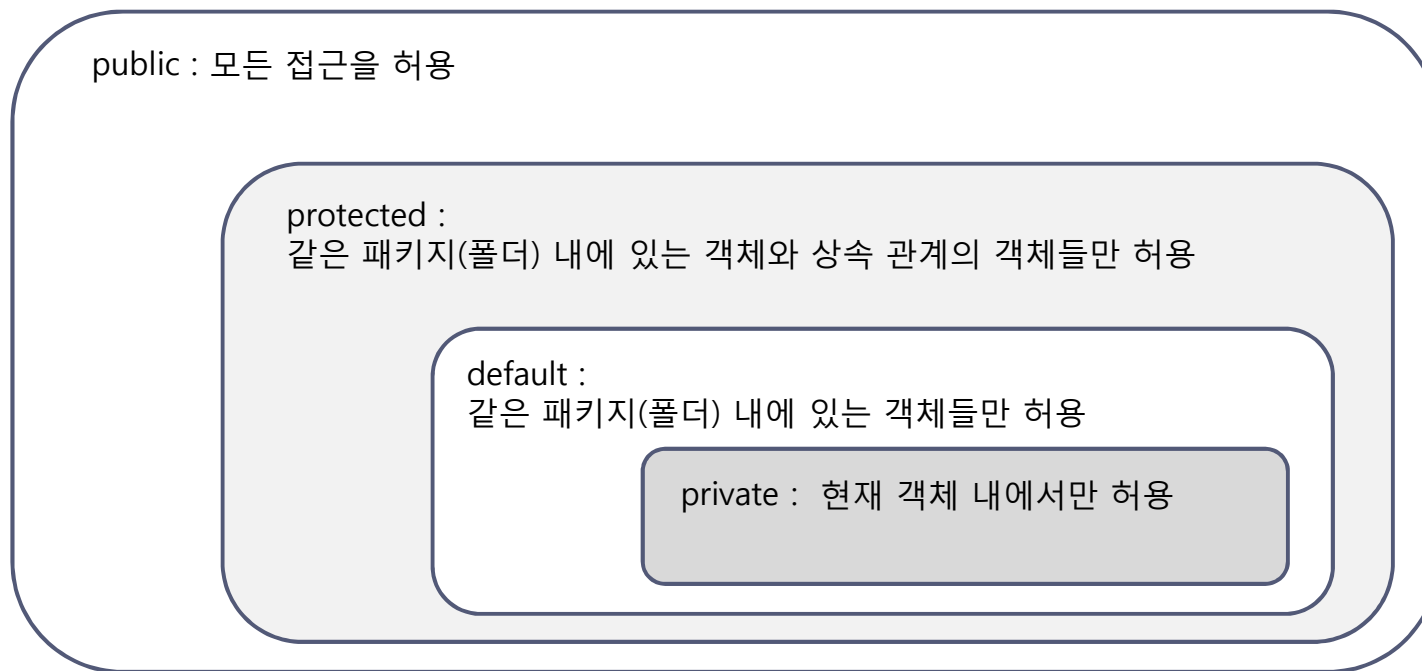 public : 모든 접근을 허용
protected :
같은 패키지(폴더) 내에 있는 객체와 상속 관계의 객체들만 허용
default :
같은 패키지(폴더) 내에 있는 객체들만 허용
private : 현재 객체 내에서만 허용